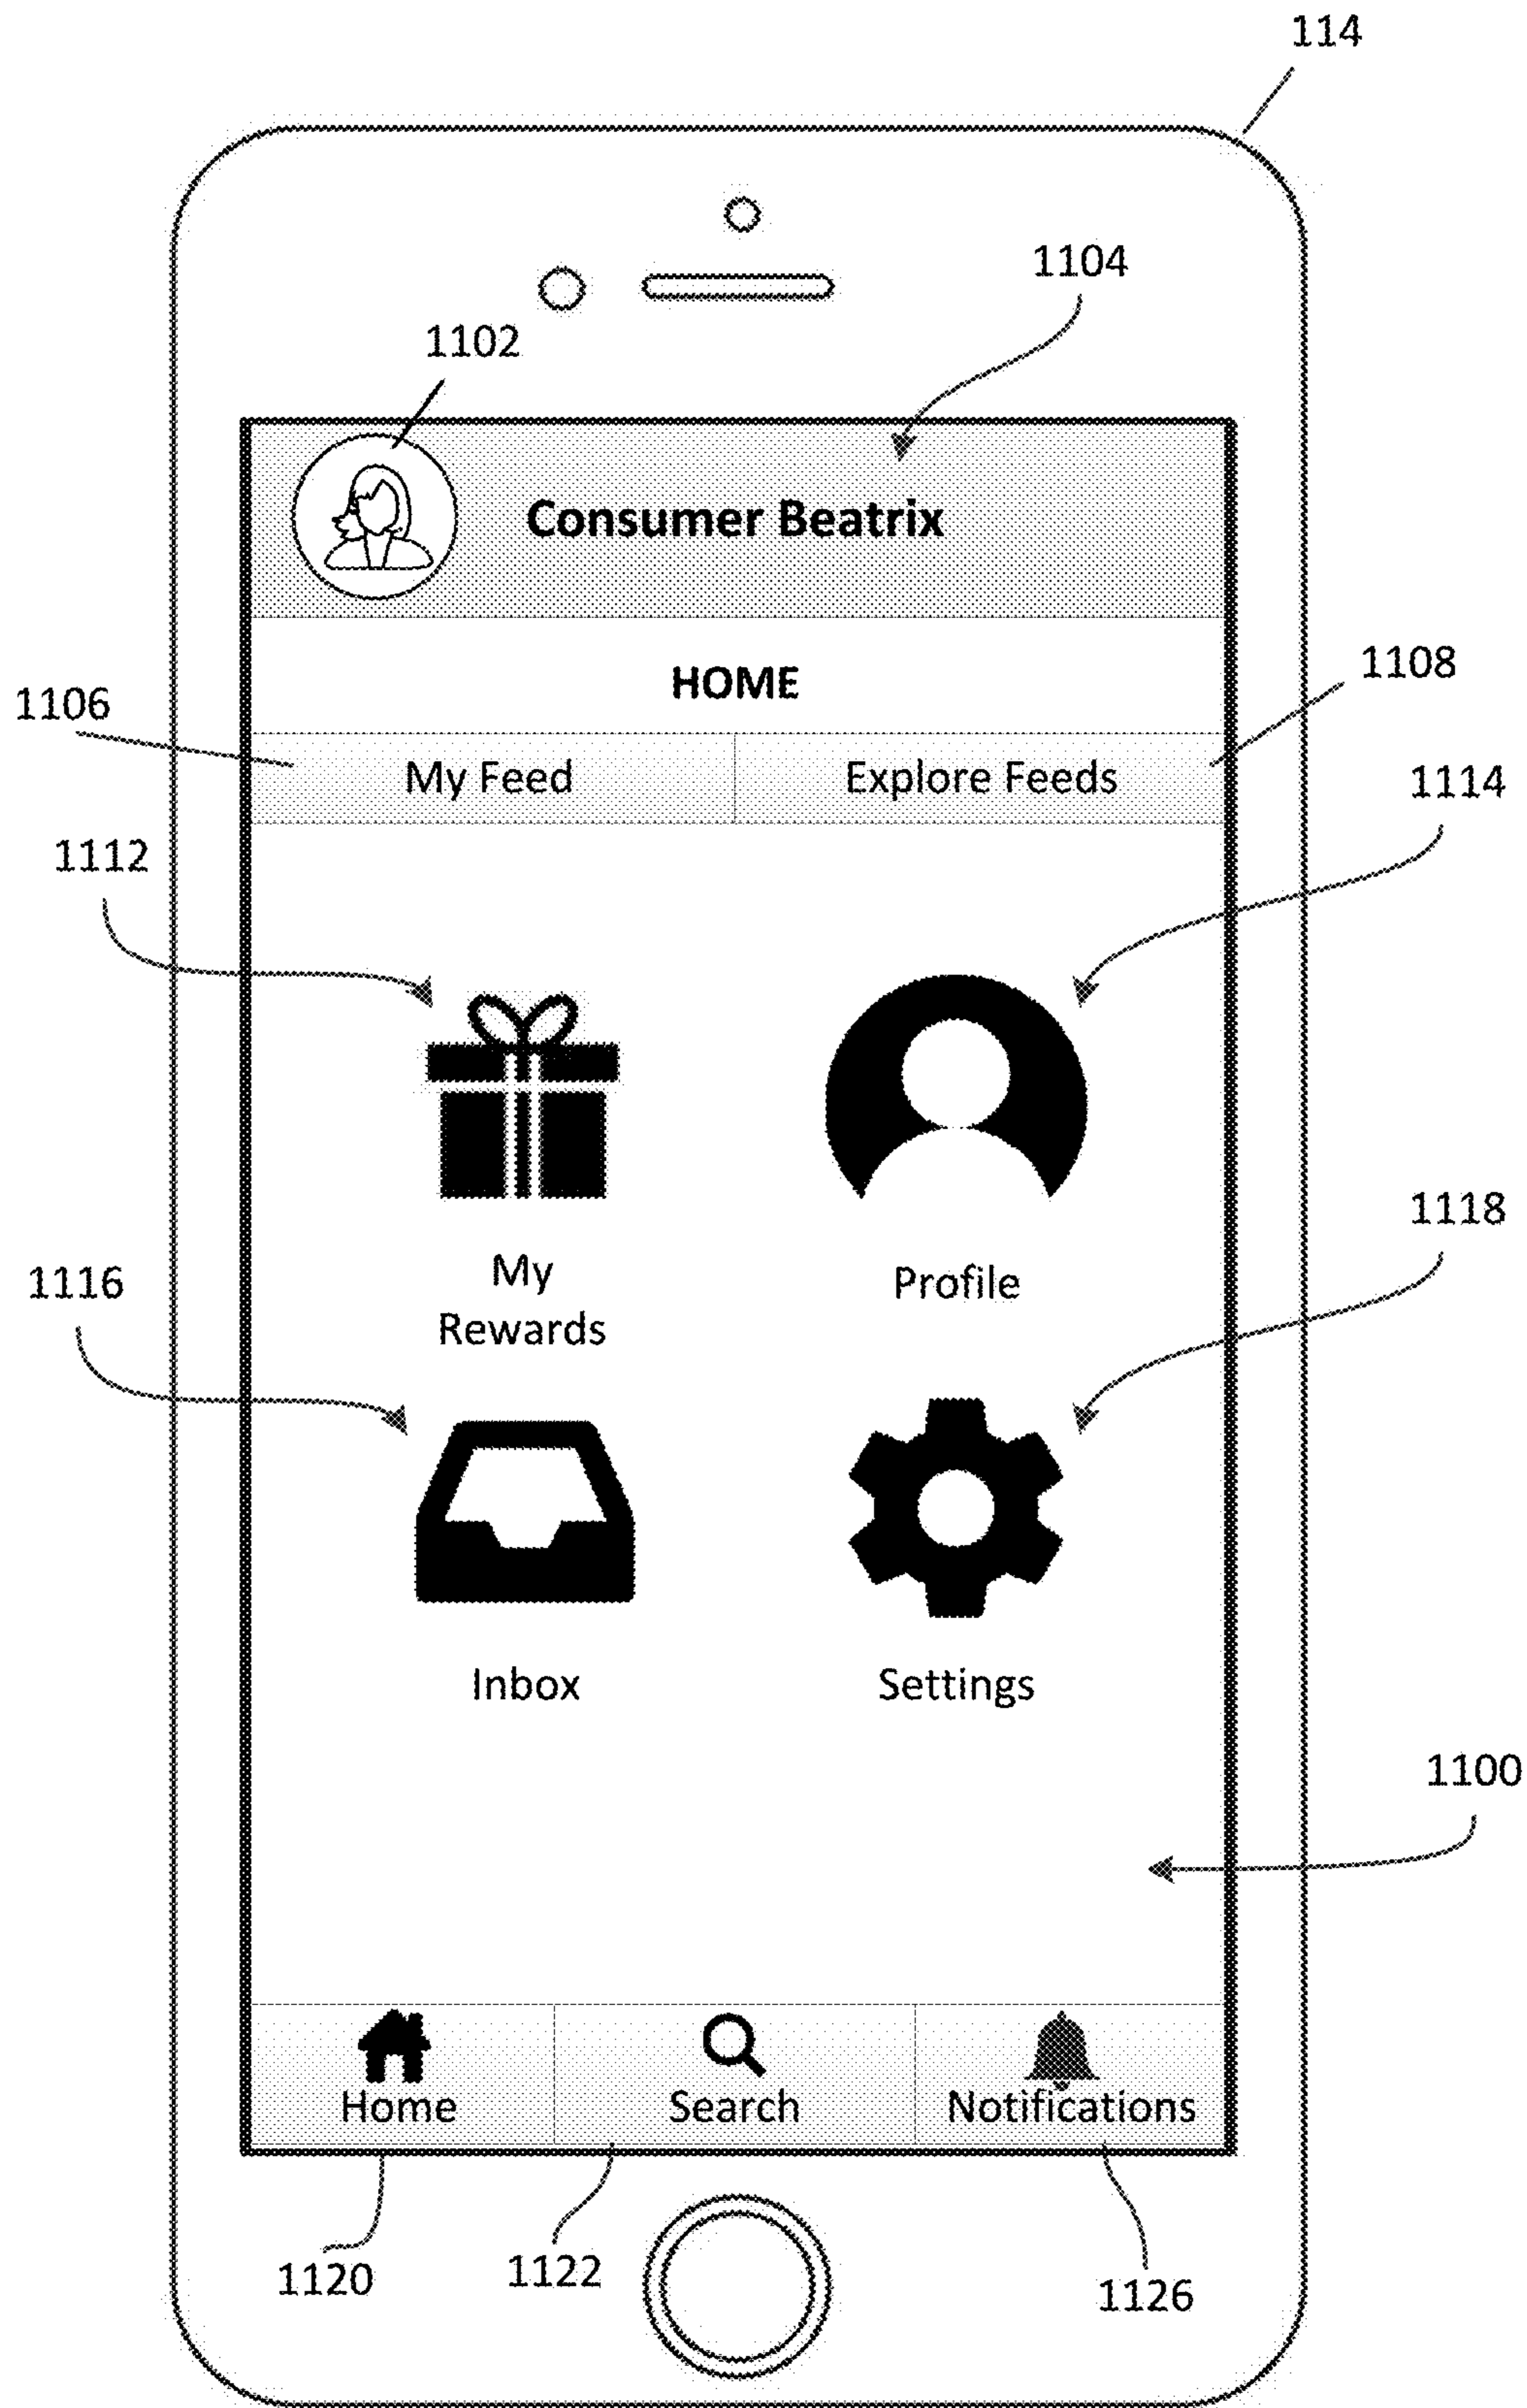 114
1104
1102
Consumer Beatrix
HOME
1108
1106
My Feed
Explore Feeds
1114
1112
My
Rewards
Profile
1118
1116
Inbox
Settings
1100
Home
Search
Notifications
1120
1122
1126